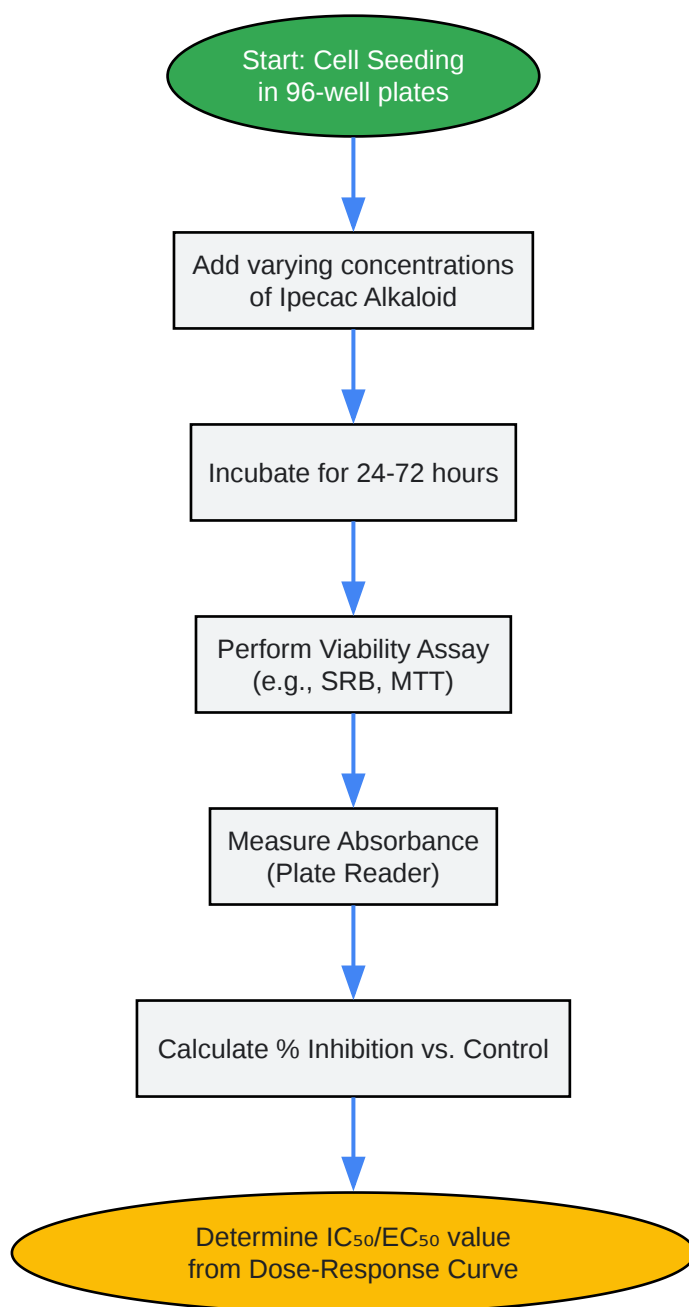 Start: Cell Seeding
in 96-well plates
Add varying concentrations
of Ipecac Alkaloid
Incubate for 24-72 hours
Perform Viability Assay
(e.g., SRB, MTT)
Measure Absorbance
(Plate Reader)
Calculate % Inhibition vs. Control
Determine IC₅₀/EC₅₀ value
from Dose-Response Curve